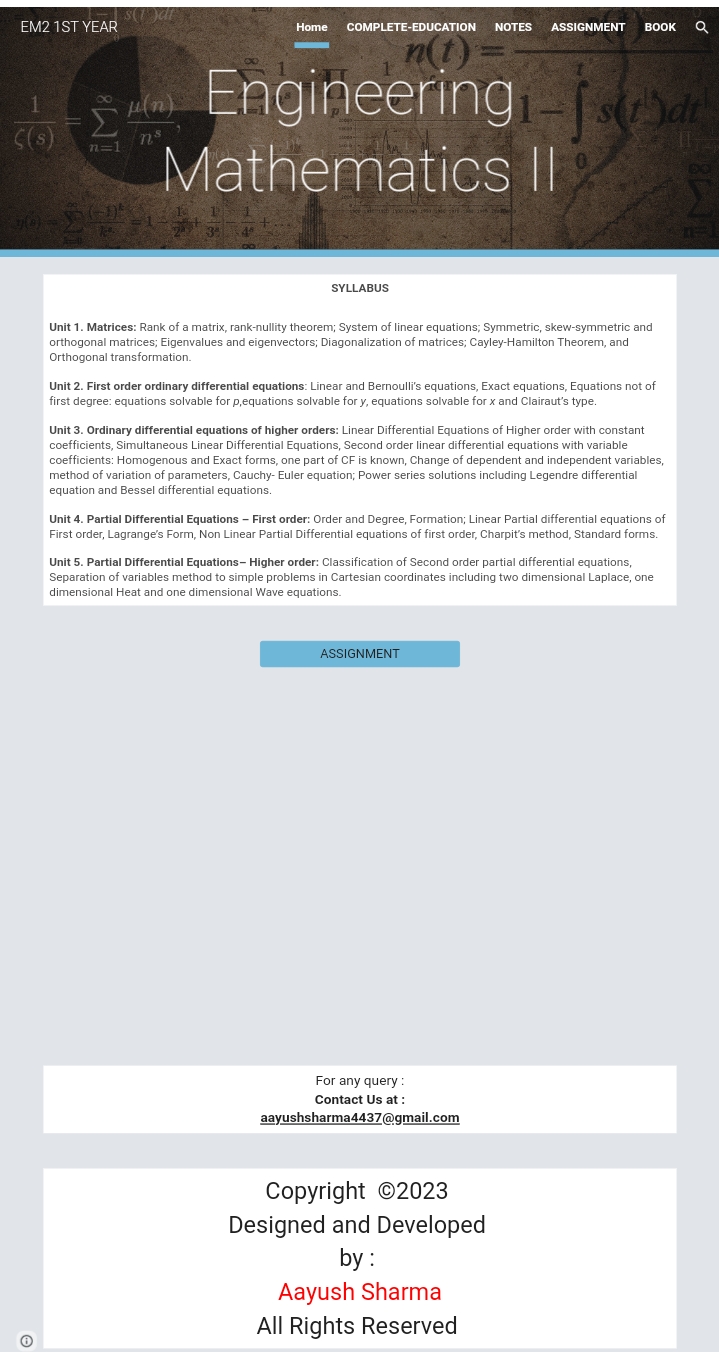 EM2 1ST YEAR
Home COMPLETE-EDUCATION NOTES ASSIGNMENT BOOK
Engineering
Mathematics II
SYLLABUS
Unit 1. Matrices: Rank of a matrix, rank-nullity theorem; System of linear equations; Symmetric, skew-symmetric and
orthogonal matrices; Eigenvalues and eigenvectors; Diagonalization of matrices; Cayley-Hamilton Theorem, and
Orthogonal transformation.
Unit 2. First order ordinary differential equations: Linear and Bernoulli's equations, Exact equations, Equations not of
first degree: equations solvable for p,equations solvable for y, equations solvable for x and Clairaut's type.
Unit 3. Ordinary differential equations of higher orders: Linear Differential Equations of Higher order with constant
coefficients, Simultaneous Linear Differential Equations, Second order linear differential equations with variable
coefficients: Homogenous and Exact forms, one part of CF is known, Change of dependent and independent variables,
method of variation of parameters, Cauchy- Euler equation; Power series solutions including Legendre differential
equation and Bessel differential equations.
Unit 4. Partial Differential Equations – First order: Order and Degree, Formation; Linear Partial differential equations of
First order, Lagrange's Form, Non Linear Partial Differential equations of first order, Charpit's method, Standard forms.
Unit 5. Partial Differential Equations– Higher order: Classification of Second order partial differential equations,
Separation of variables method to simple problems in Cartesian coordinates including two dimensional Laplace, one
dimensional Heat and one dimensional Wave equations.
ASSIGNMENT
For any query :
Contact Us at :
aayushsharma4437@gmail.com
Copyright ©2023
Designed and Developed
by :
Aayush Sharma
All Rights Reserved